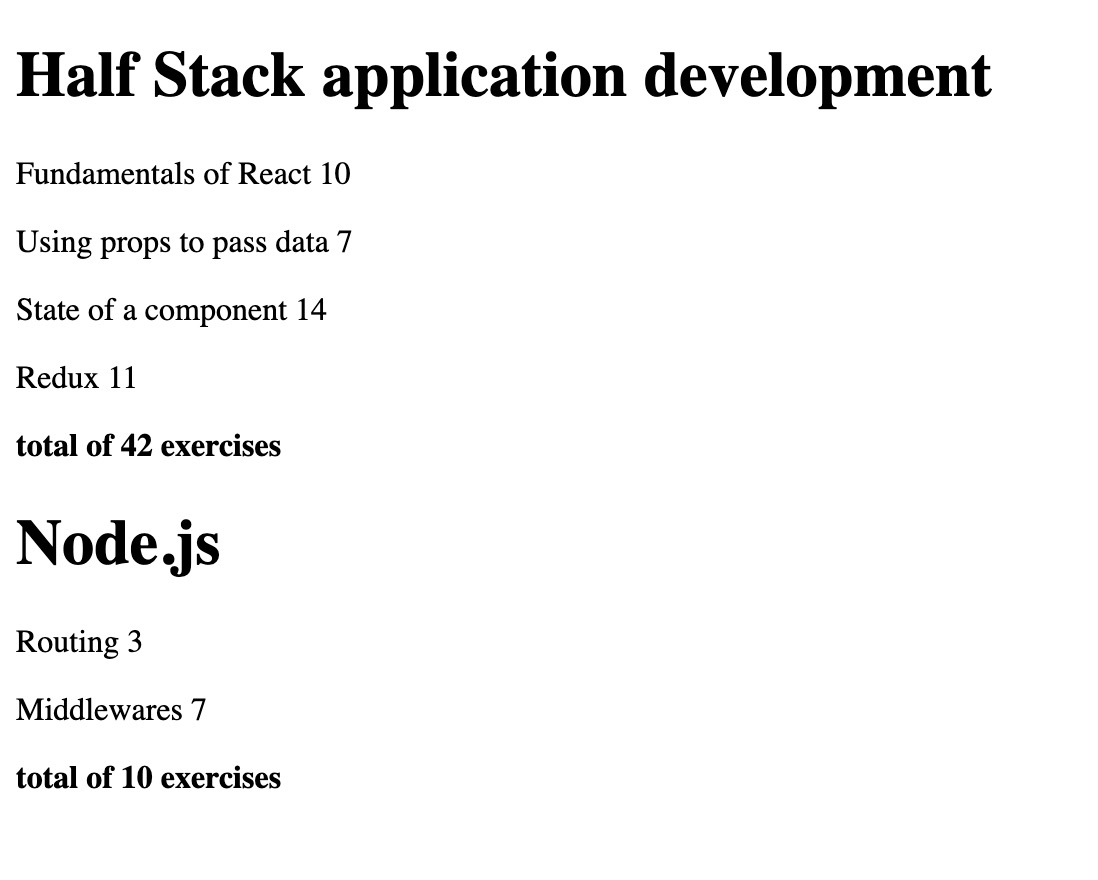 Half Stack application development
Fundamentals of React 10
Using props to pass data 7
State of a component 14
Redux 11
total of 42 exercises
Node.js
Routing 3
Middlewares 7
total of 10 exercises